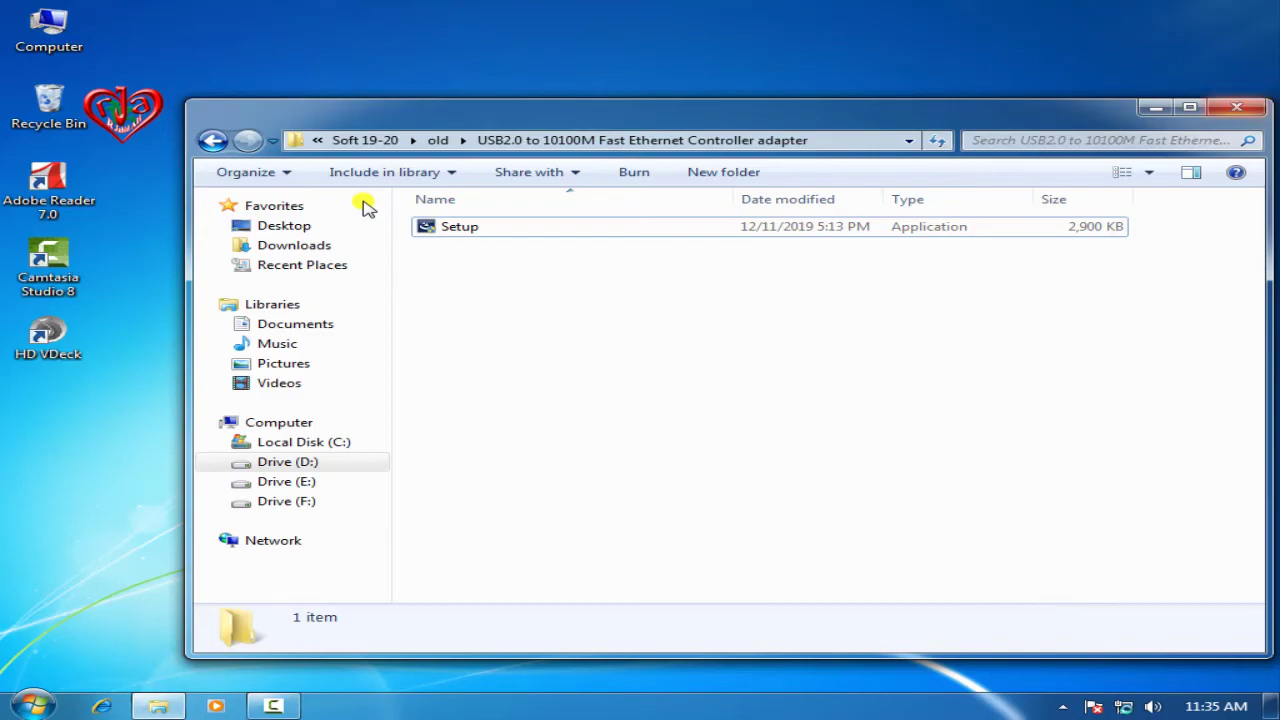 Computer
Recycle Bin
rja
Adobe Reader
7.0
Camtasia
Studio 8
HD VDeck
« Soft 19-20 old USB2.0 to 10100M Fast Ethernet Controller adapter
Search USB2.0 to 10100M Fast Etherne...
Organize Include in library Share with Burn New folder
Favorites
Desktop
Downloads
Recent Places
Libraries
Documents
Music
Pictures
Videos
Computer
Local Disk (C:)
Drive (D:)
Drive (E:)
Drive (F:)
Network
Name Date modified Type Size
Setup 12/11/2019 5:13 PM Application 2,900 KB
1 item
11:35 AM